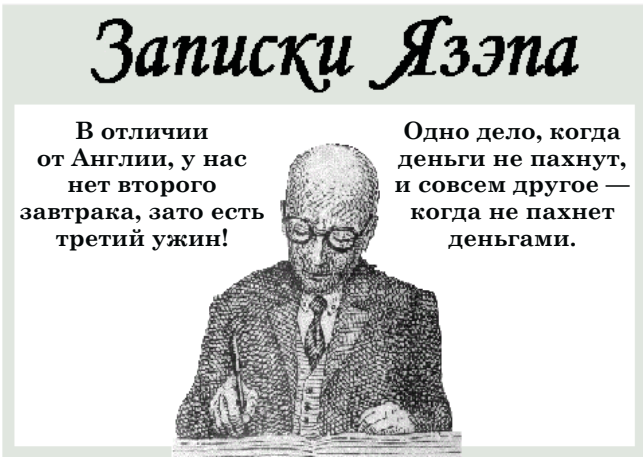 Записки Язэпа
В отличии
от Англии, у нас
нет второго
завтрака, зато есть
третий ужин!
Одно дело, когда
деньги не пахнут,
и совсем другое —
когда не пахнет
деньгами.